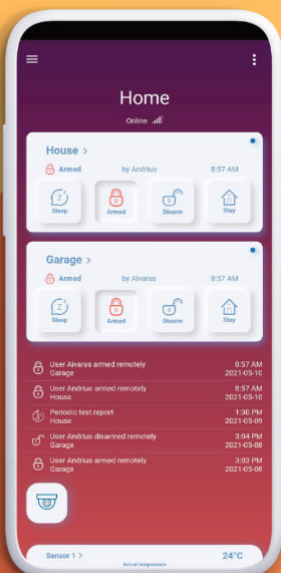 Home
Online
House >
Armed by Andrius 8:57 AM
Sleep Armed Disarm Stay
Garage >
Armed by Aivaras 8:57 AM
Sleep Armed Disarm Stay
User Aivaras armed remotely 8:57 AM
Garage 2021-05-10
User Andrius armed remotely 8:57 AM
House 2021-05-10
Periodic test report 1:30 PM
House 2021-05-09
User Andrius disarmed remotely 3:04 PM
Garage 2021-05-08
User Andrius armed remotely 3:03 PM
Garage 2021-05-08
Sensor 1 > 24°C
Actual temperature